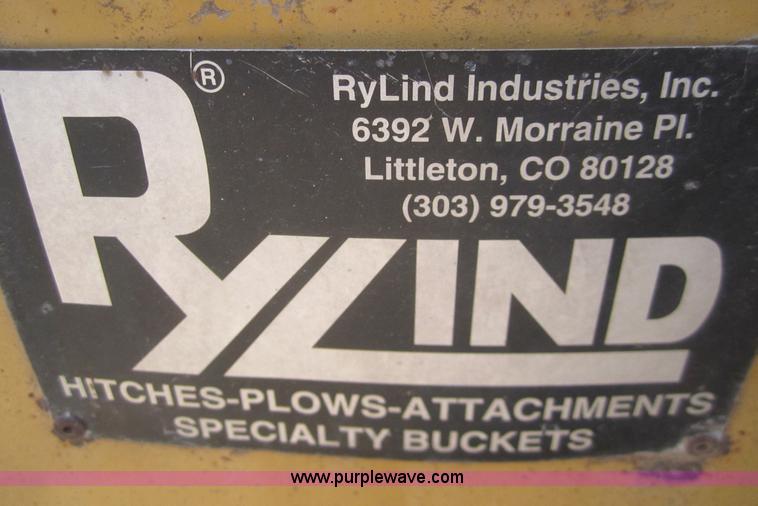 RYLIND®
RyLind Industries, Inc.
6392 W. Morraine Pl.
Littleton, CO 80128
(303) 979-3548
HITCHES-PLOWS-ATTACHMENTS
SPECIALTY BUCKETS
www.purplewave.com